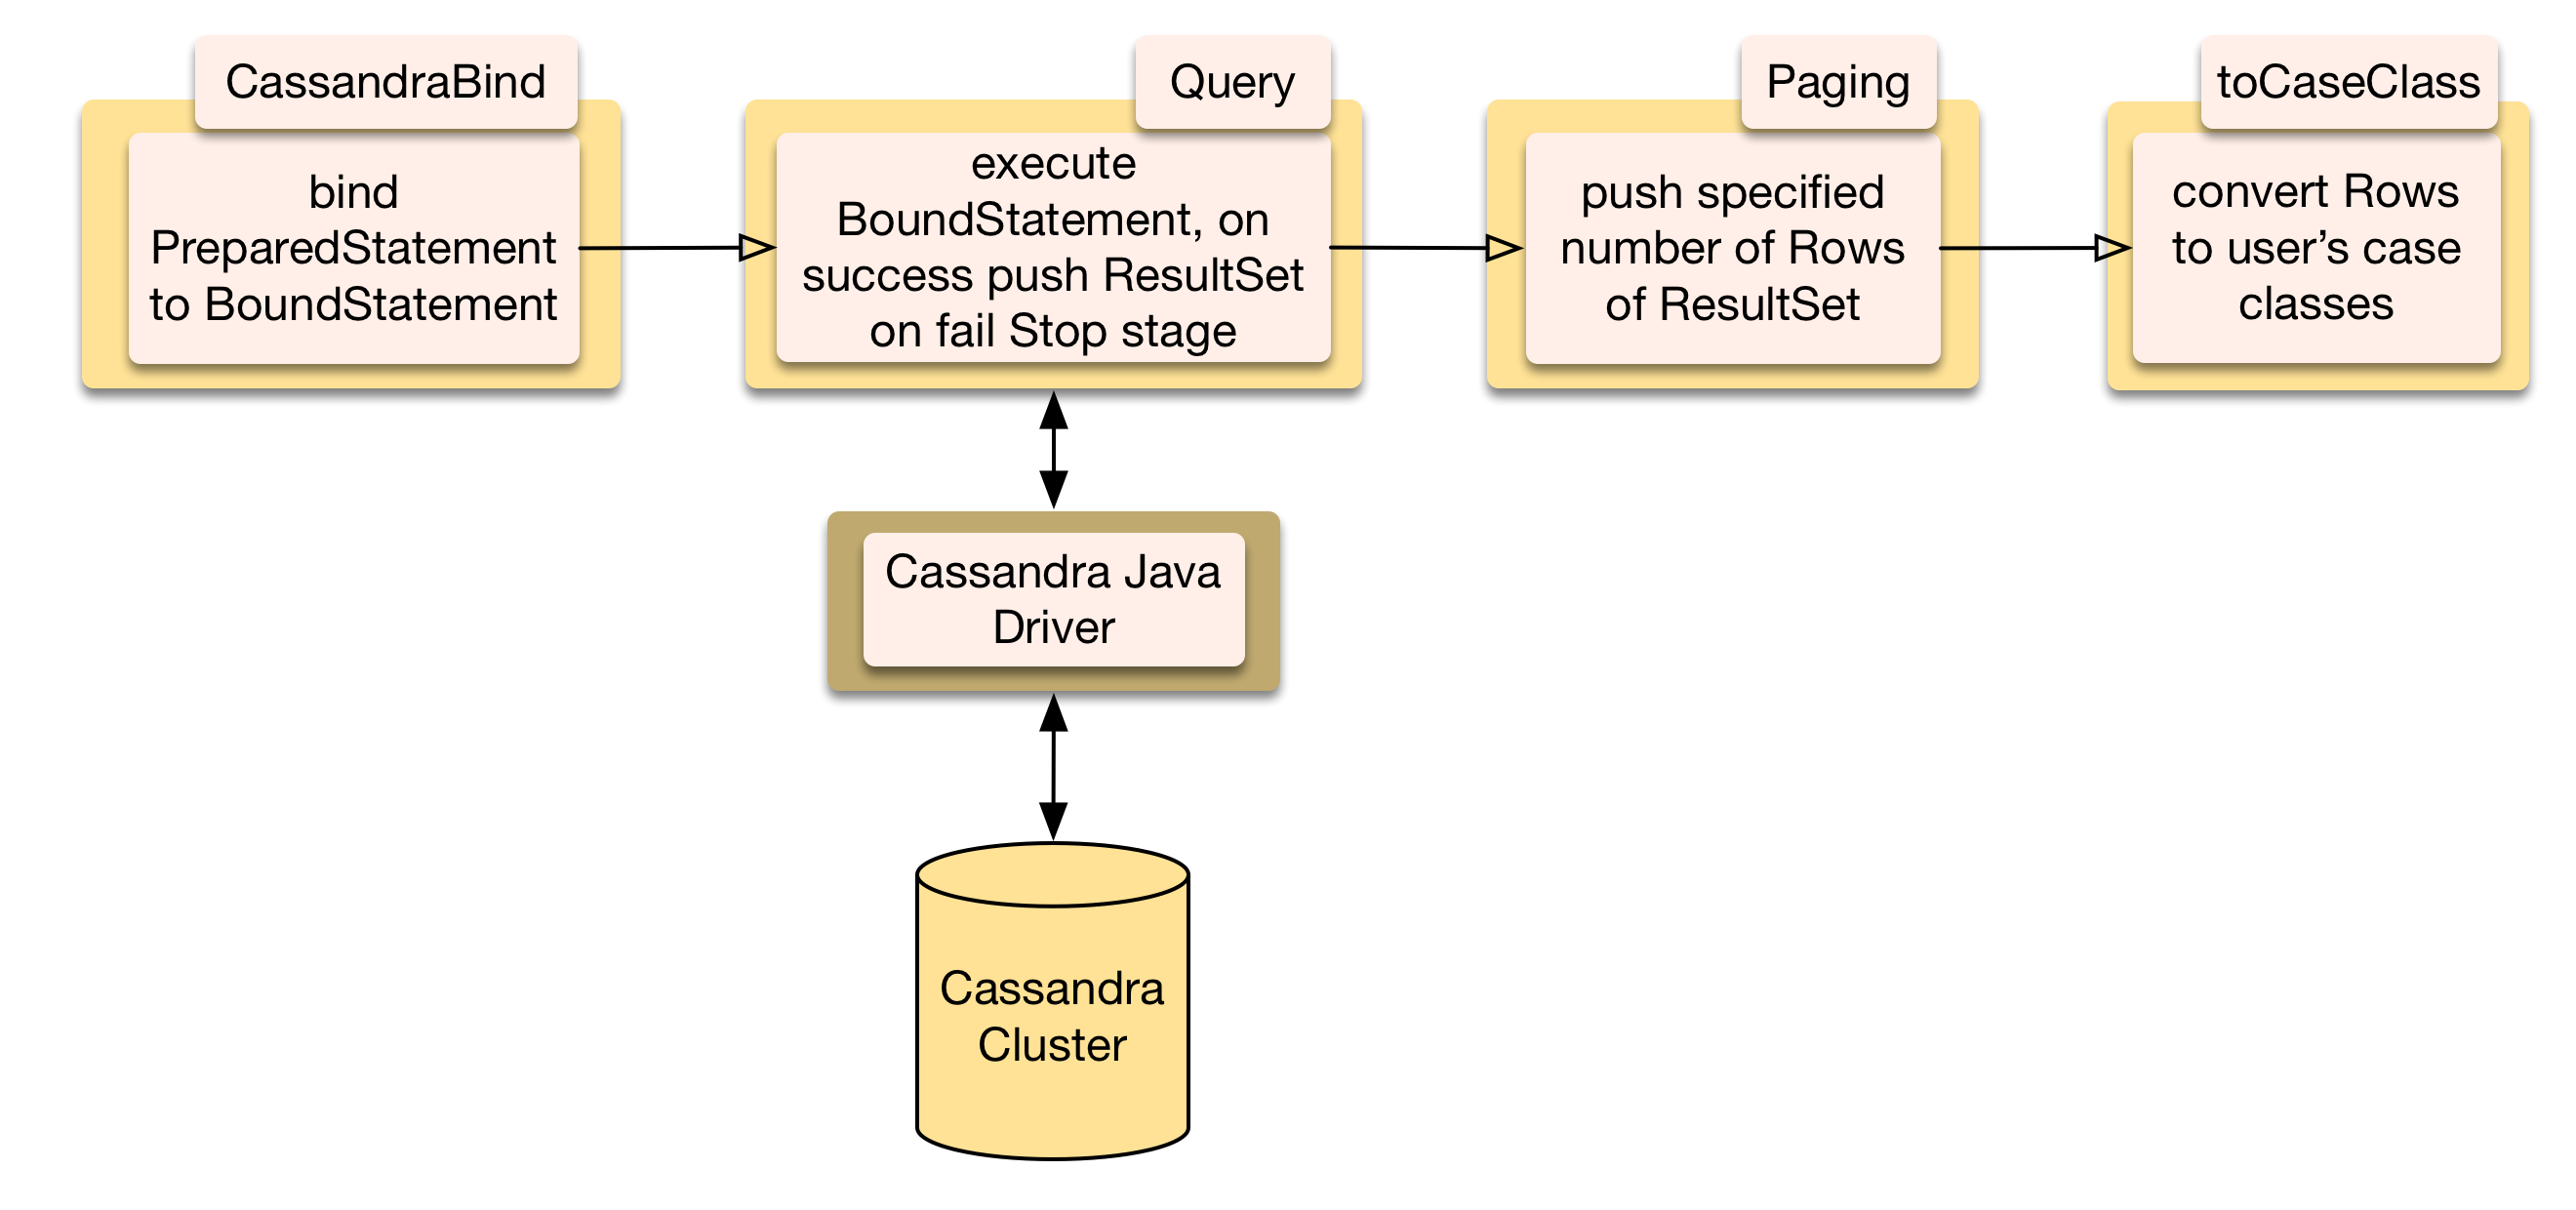 CassandraBind
bind
PreparedStatement
to BoundStatement
Query
execute
BoundStatement, on
success push ResultSet
on fail Stop stage
Paging
push specified
number of Rows
of ResultSet
toCaseClass
convert Rows
to user’s case
classes
Cassandra Java
Driver
Cassandra
Cluster